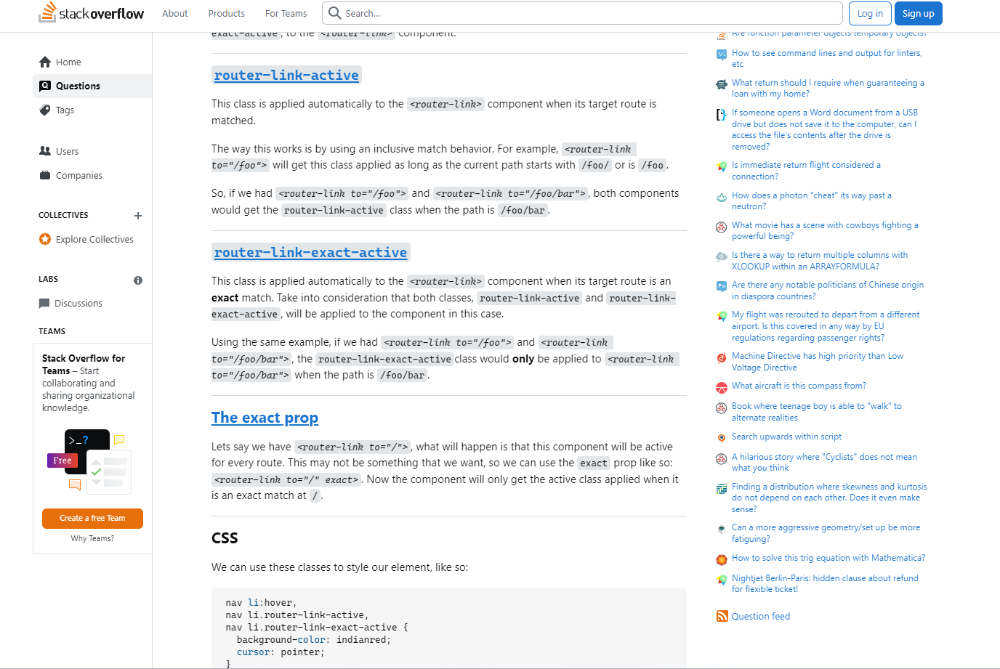 stackoverflow
About
Products
For Teams
Search...
Log in
Sign up
Home
Questions
Tags
Users
Companies
COLLECTIVES
Explore Collectives
LABS
Discussions
TEAMS
Stack Overflow for
Teams – Start
collaborating and
sharing organizational
knowledge.
>_?
Free
Create a free Team
Why Teams?
exact-active, to the <router-link> component.
router-link-active
This class is applied automatically to the <router-link> component when its target route is
matched.
The way this works is by using an inclusive match behavior. For example, <router-link
to="/foo"> will get this class applied as long as the current path starts with /foo/ or is /foo.
So, if we had <router-link to="/foo"> and <router-link to="/foo/bar">, both components
would get the router-link-active class when the path is /foo/bar.
router-link-exact-active
This class is applied automatically to the <router-link> component when its target route is an
exact match. Take into consideration that both classes, router-link-active and router-link-
exact-active, will be applied to the component in this case.
Using the same example, if we had <router-link to="/foo"> and <router-link
to="/foo/bar">, the router-link-exact-active class would only be applied to <router-link
to="/foo/bar"> when the path is /foo/bar.
The exact prop
Lets say we have <router-link to="/">, what will happen is that this component will be active
for every route. This may not be something that we want, so we can use the exact prop like so:
<router-link to="/" exact>. Now the component will only get the active class applied when it
is an exact match at /.
CSS
We can use these classes to style our element, like so:
nav li:hover,
nav li.router-link-active,
nav li.router-link-exact-active {
background-color: indianred;
cursor: pointer;
}
Are function parameter objects temporary objects?
How to see command lines and output for linters,
etc
What return should I require when guaranteeing a
loan with my home?
If someone opens a Word document from a USB
drive but does not save it to the computer, can I
access the file's contents after the drive is
removed?
Is immediate return flight considered a
connection?
How does a photon "cheat" its way past a
neutron?
What movie has a scene with cowboys fighting a
powerful being?
Is there a way to return multiple columns with
XLOOKUP within an ARRAYFORMULA?
Are there any notable politicians of Chinese origin
in diaspora countries?
My flight was rerouted to depart from a different
airport. Is this covered in any way by EU
regulations regarding passenger rights?
Machine Directive has high priority than Low
Voltage Directive
What aircraft is this compass from?
Book where teenage boy is able to "walk" to
alternate realities
Search upwards within script
A hilarious story where "Cyclists" does not mean
what you think
Finding a distribution where skewness and kurtosis
do not depend on each other. Does it even make
sense?
Can a more aggressive geometry/set up be more
fatiguing?
How to solve this trig equation with Mathematica?
Nightjet Berlin-Paris: hidden clause about refund
for flexible ticket!
Question feed